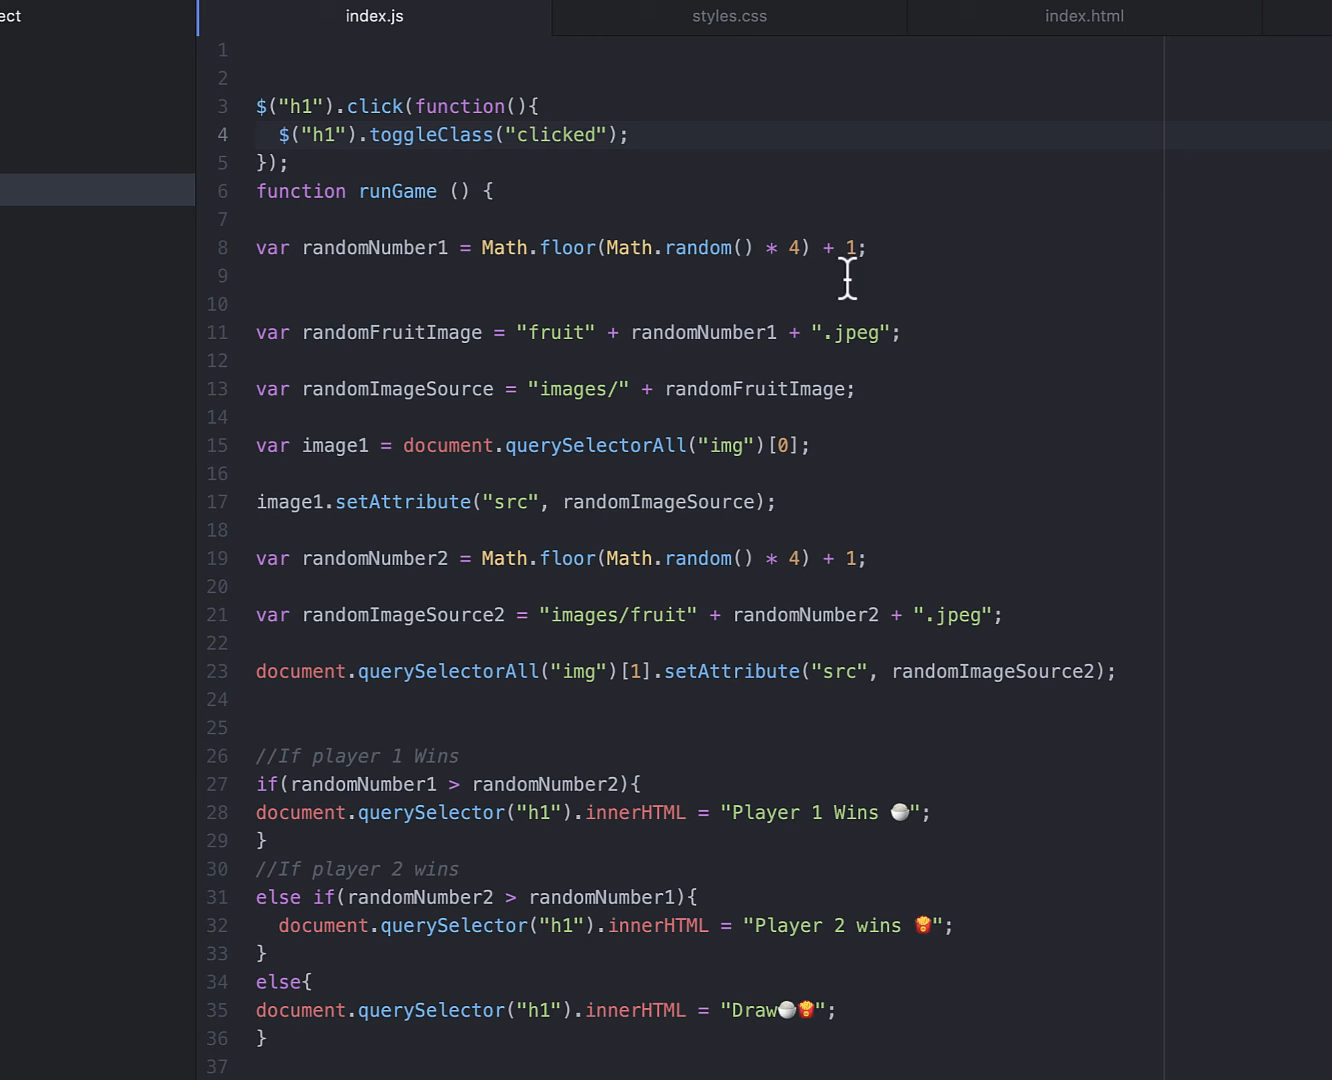 ect
index.js
styles.css
index.html
1
2
3 $("h1").click(function(){
4 $("h1").toggleClass("clicked");
5 });
6 function runGame () {
7
8 var randomNumber1 = Math.floor(Math.random() * 4) + 1;
9
10
11 var randomFruitImage = "fruit" + randomNumber1 + ".jpeg";
12
13 var randomImageSource = "images/" + randomFruitImage;
14
15 var image1 = document.querySelectorAll("img")[0];
16
17 image1.setAttribute("src", randomImageSource);
18
19 var randomNumber2 = Math.floor(Math.random() * 4) + 1;
20
21 var randomImageSource2 = "images/fruit" + randomNumber2 + ".jpeg";
22
23 document.querySelectorAll("img")[1].setAttribute("src", randomImageSource2);
24
25
26 //If player 1 Wins
27 if(randomNumber1 > randomNumber2){
28 document.querySelector("h1").innerHTML = "Player 1 Wins 🍚";
29 }
30 //If player 2 wins
31 else if(randomNumber2 > randomNumber1){
32 document.querySelector("h1").innerHTML = "Player 2 wins 🍟";
33 }
34 else{
35 document.querySelector("h1").innerHTML = "Draw🍚🍟";
36 }
37